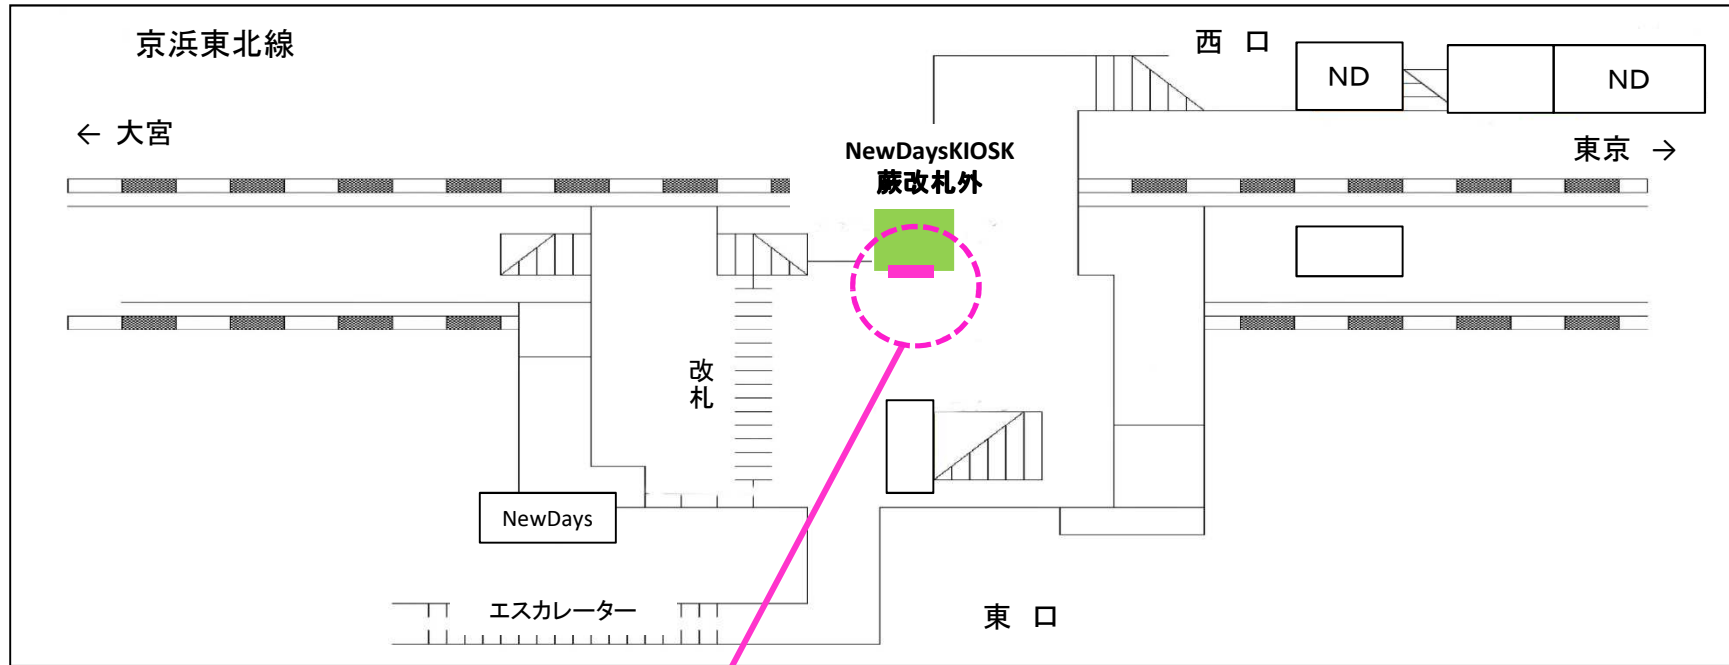 京浜東北線
西 口
ND
ND
← 大宮
東京 →
NewDaysKIOSK
蕨改札外
改
札
NewDays
エスカレーター
東 口